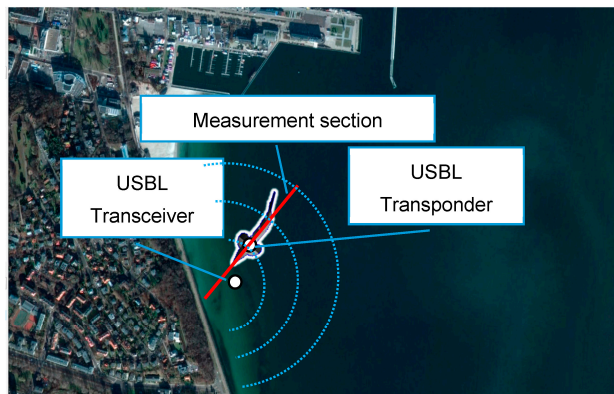 Measurement section
USBL
Transceiver
USBL
Transponder